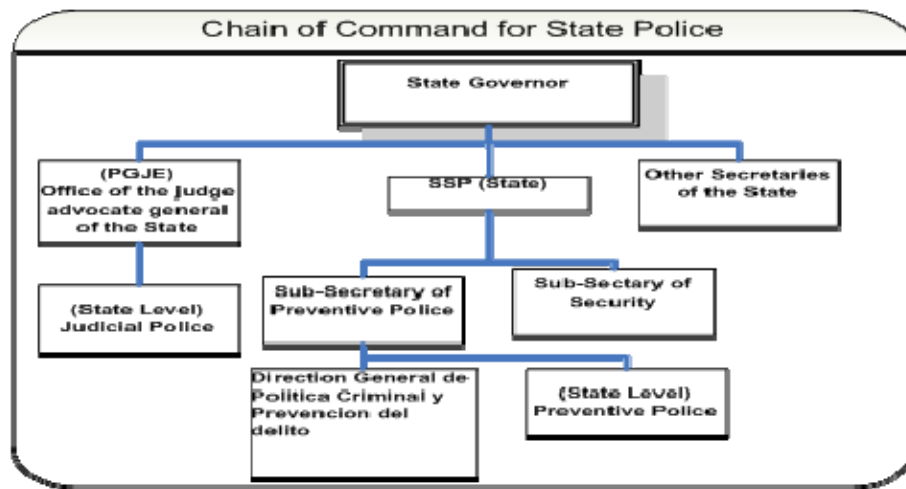 Chain of Command for State Police
State Governor
(PGJE)
Office of the Judge
advocate general
of the State
SSP (State)
Other Secretaries
of the State
(State Level)
Judicial Police
Sub-Secretary of
Preventive Police
Sub-Sectary of
Security
Direction General de
Politica Criminal y
Prevencion del
delito
(State Level)
Preventive Police